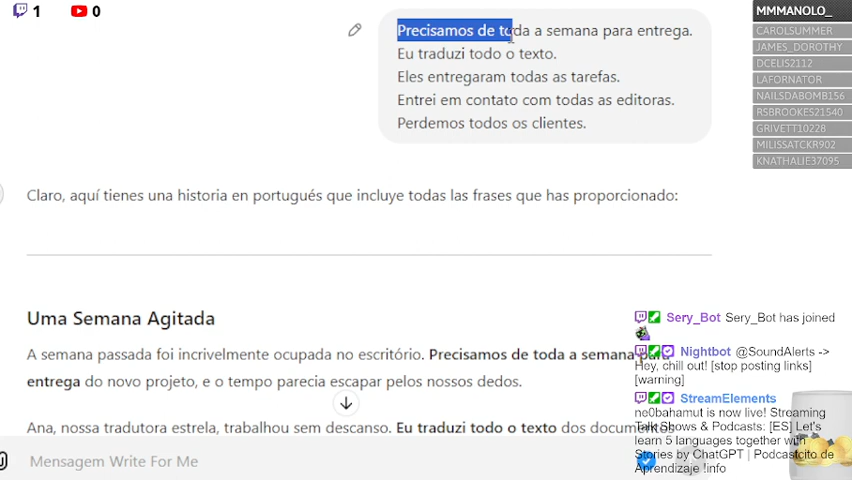 1 0
Precisamos de toda a semana para entrega.
Eu traduzi todo o texto.
Eles entregaram todas as tarefas.
Entrei em contato com todas as editoras.
Perdemos todos os clientes.
MMMANOLO_
CAROLSUMMER
JAMES_DOROTHY
DCELIS2112
LAFORNATOR
NAILSDABOMB156
RSBROOKES21540
GRIVETT10228
MILISSATCKR902
KNATHALIE37095
Claro, aquí tienes una historia en portugués que incluye todas las frases que has proporcionado:
Uma Semana Agitada
A semana passada foi incrivelmente ocupada no escritório. Precisamos de toda a semana para
entrega do novo projeto, e o tempo parecia escapar pelos nossos dedos.
Ana, nossa tradutora estrela, trabalhou sem descanso. Eu traduzi todo o texto dos documentos
Mensagem Write For Me
Sery_Bot Sery_Bot has joined
Nightbot @SoundAlerts ->
Hey, chill out! [stop posting links]
[warning]
StreamElements
ne0bahamut is now live! Streaming
Talk Shows & Podcasts: [ES] Let's
learn 5 languages together with
Stories by ChatGPT | Podcastcito de
Aprendizaje !info